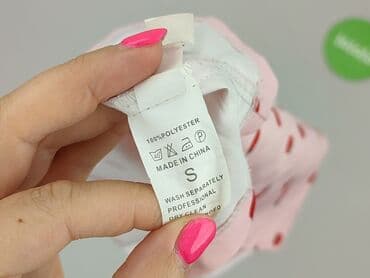 100%POLYESTER
MADE IN CHINA
S
WASH SEPARATELY
PROFESSIONAL
DRY CLEAN